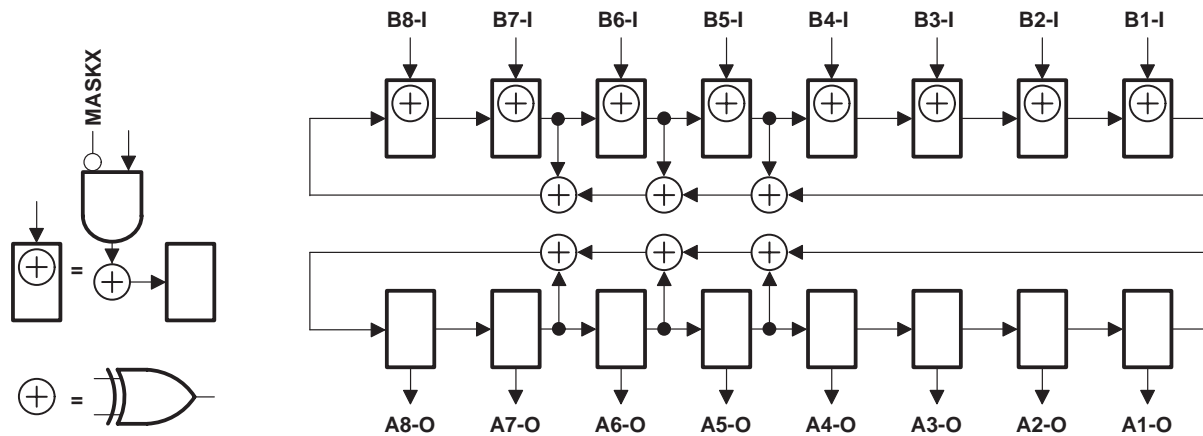 B8-I B7-I B6-I B5-I B4-I B3-I B2-I B1-I
MASKX
=
=
A8-O A7-O A6-O A5-O A4-O A3-O A2-O A1-O